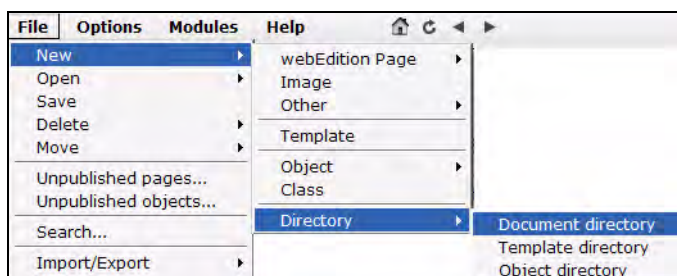 File Options Modules Help
New
Open
Save
Delete
Move
Unpublished pages...
Unpublished objects...
Search...
Import/Export
webEdition Page
Image
Other
Template
Object
Class
Directory
Document directory
Template directory
Object directory